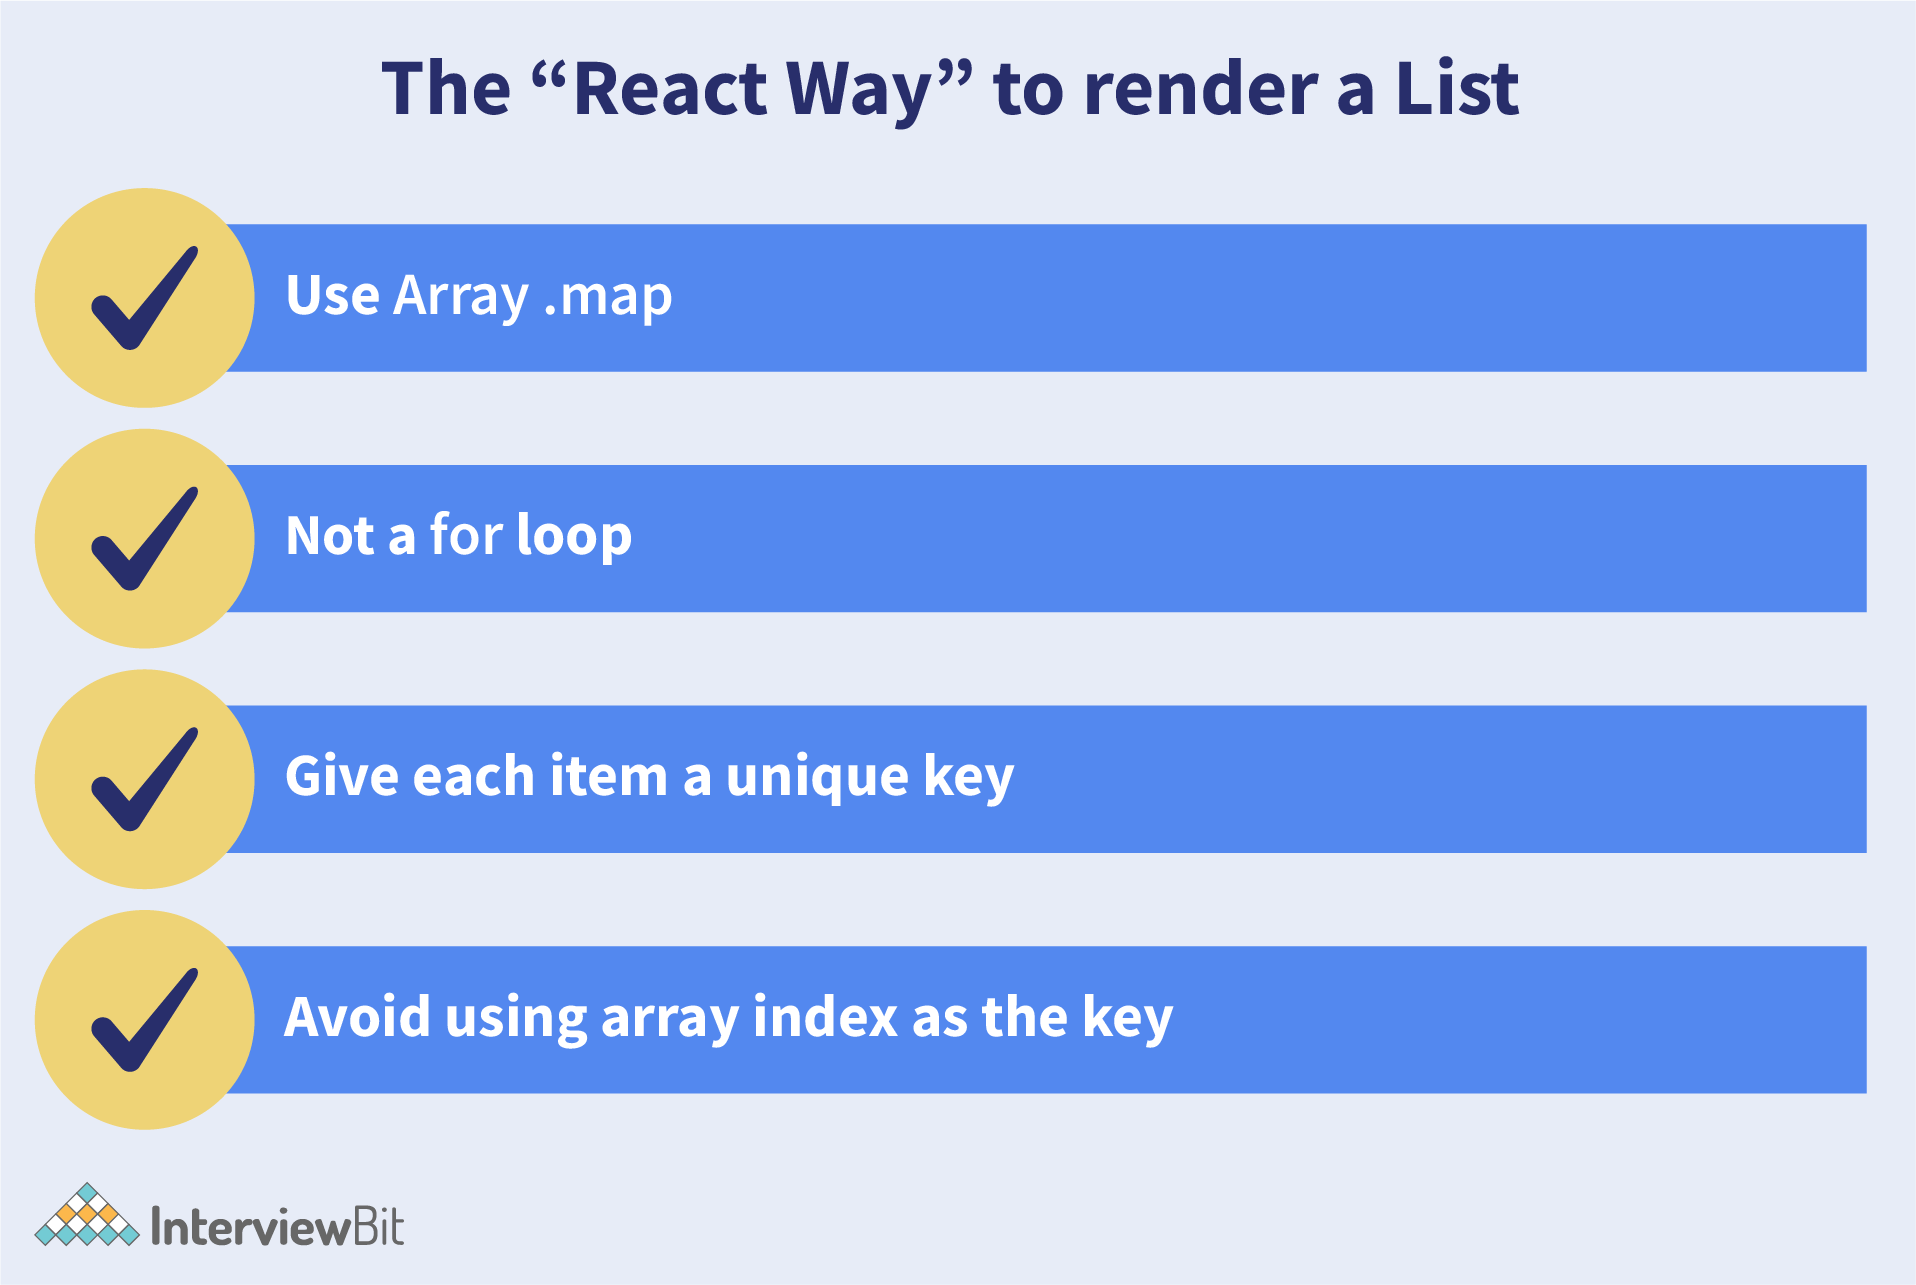 The “React Way” to render a List
Use Array .map
Not a for loop
Give each item a unique key
Avoid using array index as the key
InterviewBit